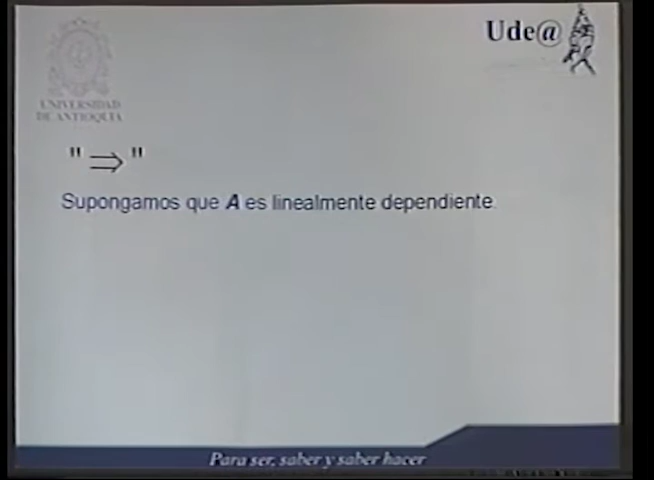 Ude@
UNIVERSIDAD
DE ANTIOQUIA
"⇒"
Supongamos que A es linealmente dependiente.
Para ser, saber y saber hacer